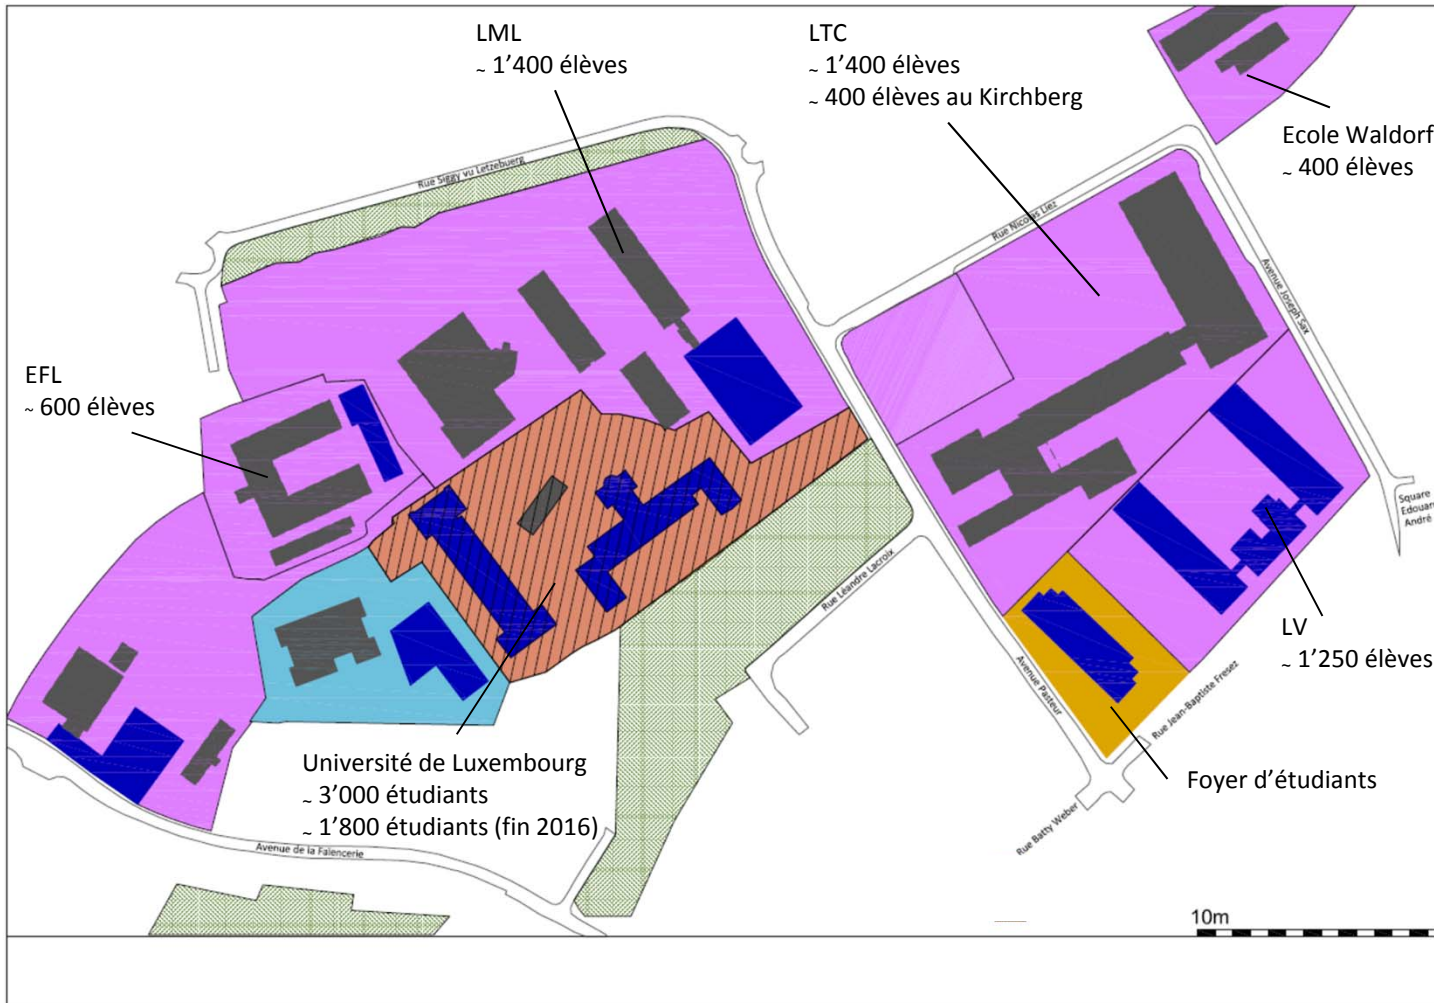 LML
~ 1'400 élèves
LTC
~ 1'400 élèves
~ 400 élèves au Kirchberg
Ecole Waldorf
~ 400 élèves
Rue Siggy vu Letzebuerg
Rue Nicolas Liez
Avenue Joseph Sax
EFL
~ 600 élèves
Square
Edouard
André
Rue Léandre Lacroix
LV
~ 1'250 élèves
Avenue Pasteur
Rue Jean-Baptiste Fresez
Université de Luxembourg
~ 3'000 étudiants
~ 1'800 étudiants (fin 2016)
Foyer d'étudiants
Rue Batty Weber
Avenue de la Faïencerie
10m